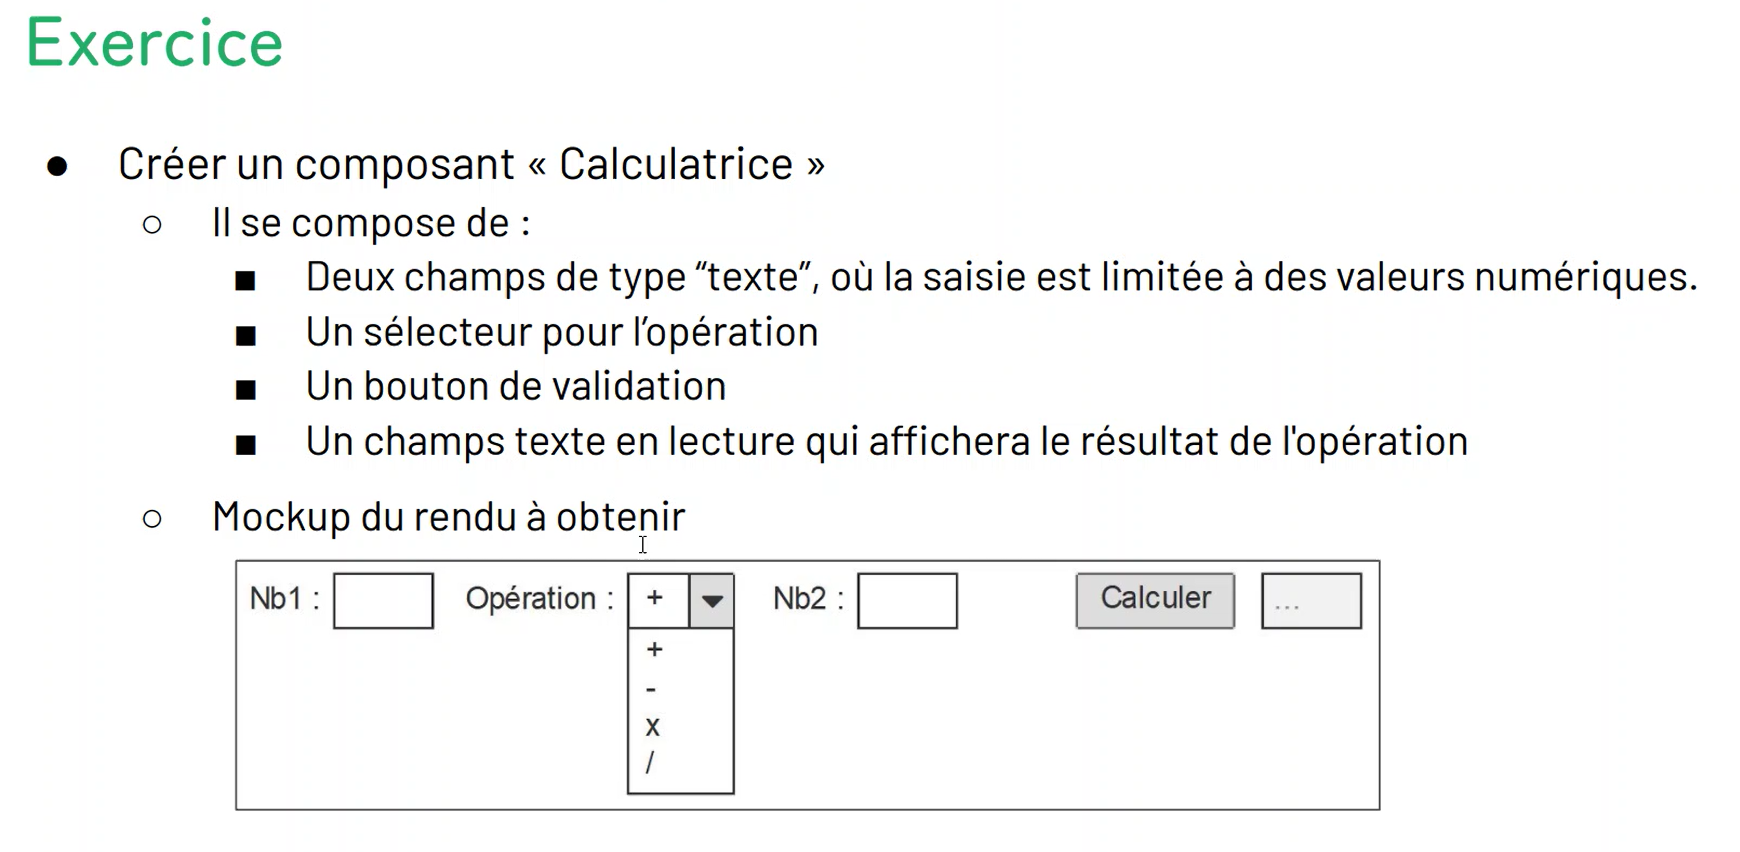 Exercice
● Créer un composant « Calculatrice »
○ Il se compose de :
■ Deux champs de type “texte”, où la saisie est limitée à des valeurs numériques.
■ Un sélecteur pour l’opération
■ Un bouton de validation
■ Un champs texte en lecture qui affichera le résultat de l'opération
○ Mockup du rendu à obtenir
Nb1 : Opération : + Nb2 : Calculer ...
+
-
x
/